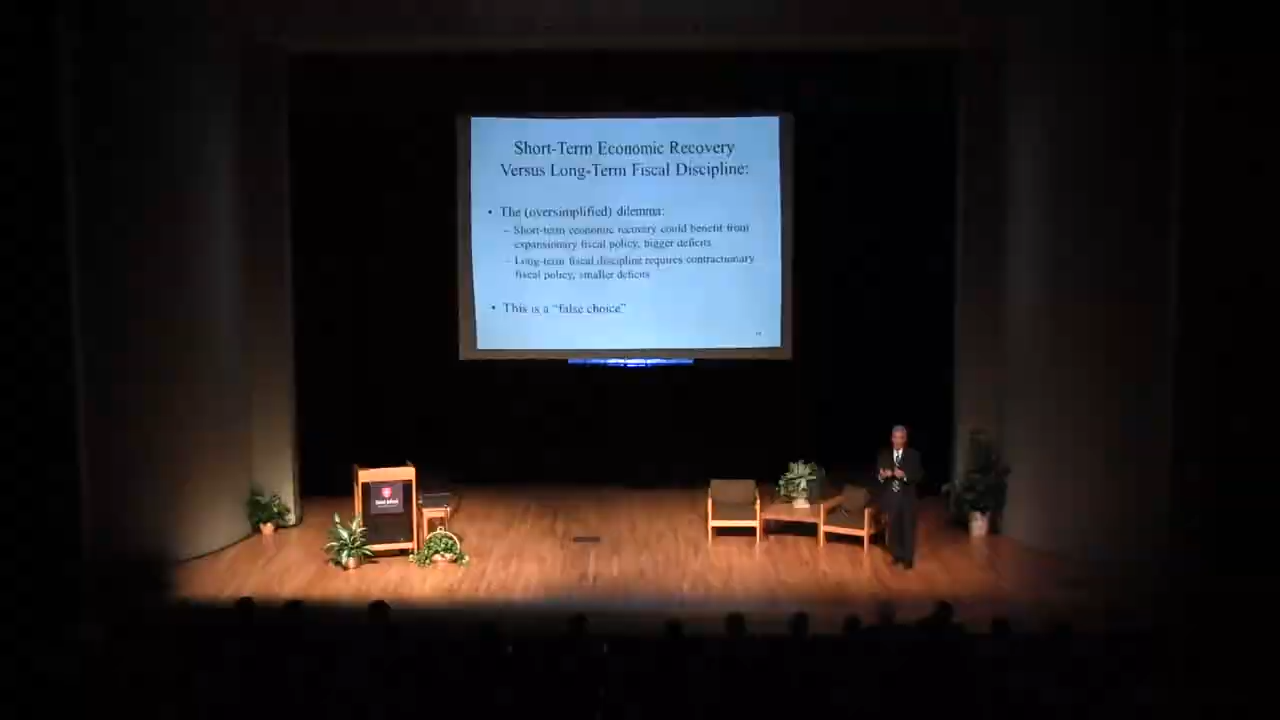 Short-Term Economic Recovery
Versus Long-Term Fiscal Discipline:
• The (oversimplified) dilemma:
– Short-term economic recovery could benefit from
expansionary fiscal policy, bigger deficits
– Long-term fiscal discipline requires contractionary
fiscal policy, smaller deficits
• This is a “false choice”